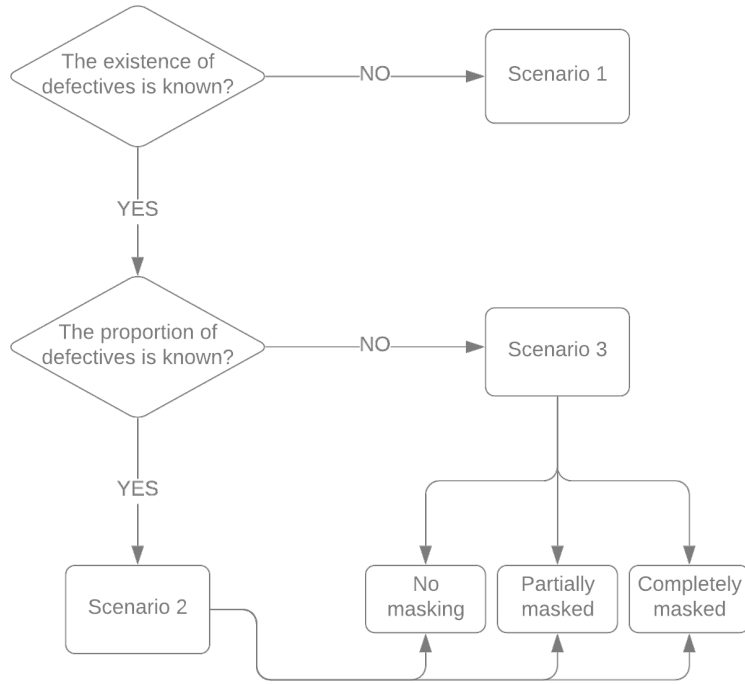 The existence of
defectives is known?
NO
Scenario 1
YES
The proportion of
defectives is known?
NO
Scenario 3
YES
Scenario 2
No
masking
Partially
masked
Completely
masked